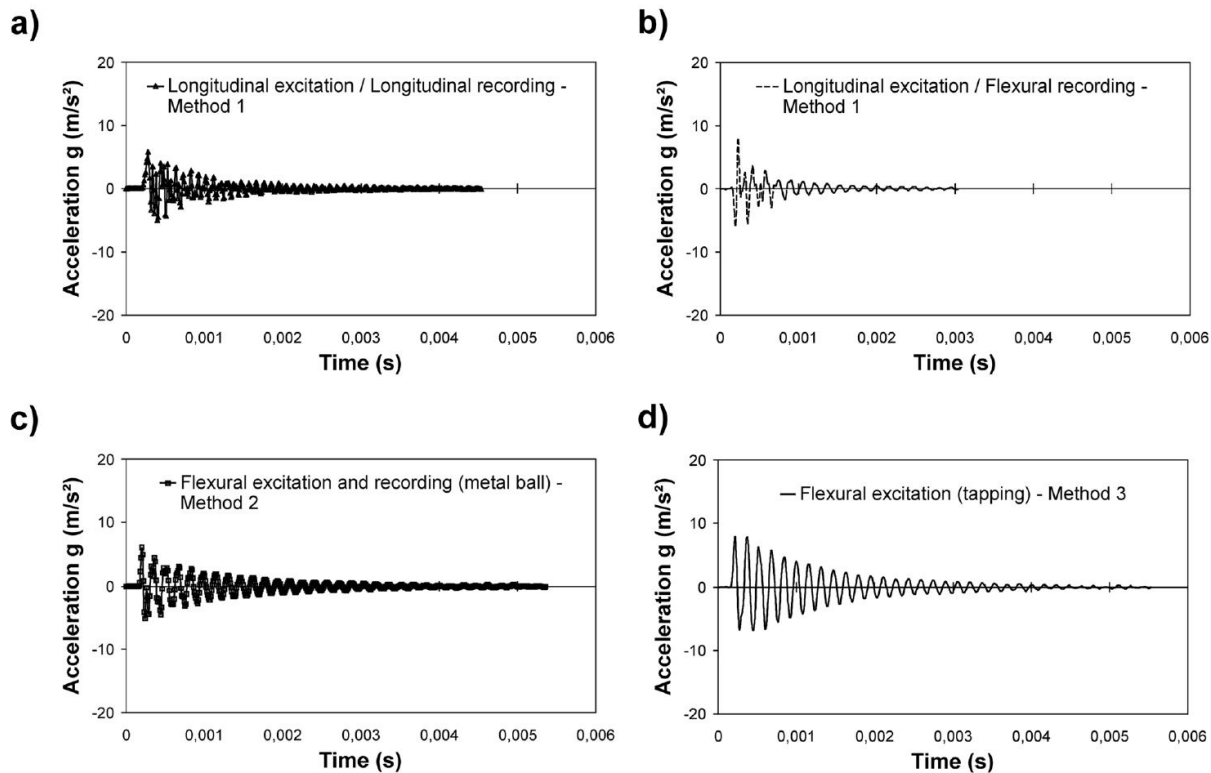 a)
Longitudinal excitation / Longitudinal recording -
Method 1
Acceleration g (m/s²)
20
10
0
-10
-20
0
0,001
0,002
0,003
0,004
0,005
0,006
Time (s)
b)
Longitudinal excitation / Flexural recording -
Method 1
Acceleration g (m/s²)
20
10
0
-10
-20
0
0,001
0,002
0,003
0,004
0,005
0,006
Time (s)
c)
Flexural excitation and recording (metal ball) -
Method 2
Acceleration g (m/s²)
20
10
0
-10
-20
0
0,001
0,002
0,003
0,004
0,005
0,006
Time (s)
d)
Flexural excitation (tapping) - Method 3
Acceleration g (m/s²)
20
10
0
-10
-20
0
0,001
0,002
0,003
0,004
0,005
0,006
Time (s)